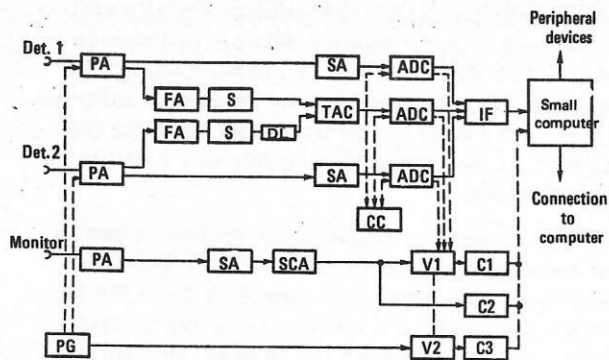 Peripheral
devices
Det. 1
PA
SA
ADC
FA
S
TAC
ADC
IF
Small
computer
FA
S
DL
Det.2
PA
SA
ADC
CC
Connection
to
computer
Monitor
PA
SA
SCA
V1
C1
C2
PG
V2
C3